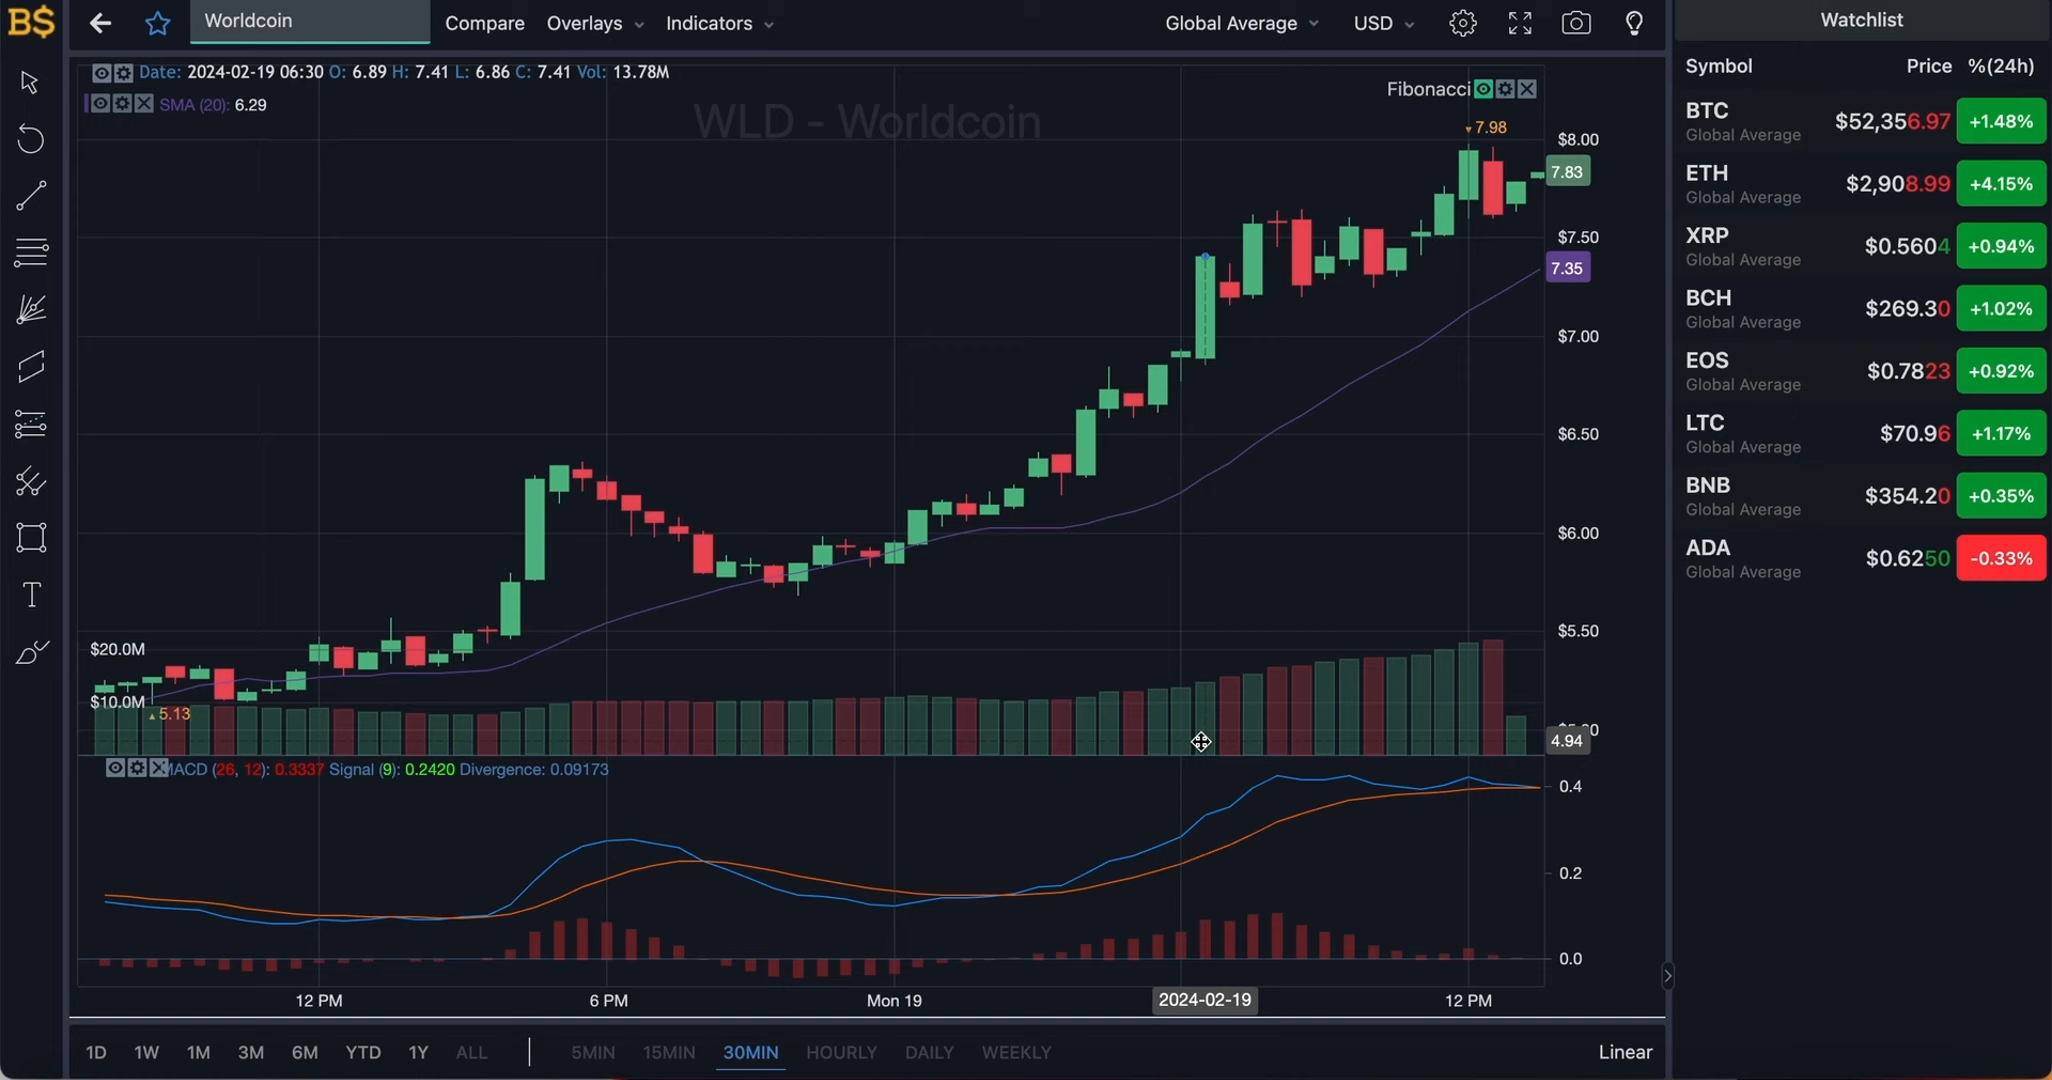 B$
Worldcoin
Compare
Overlays
Indicators
Global Average
USD
Watchlist
Date: 2024-02-19 06:30 O: 6.89 H: 7.41 L: 6.86 C: 7.41 Vol: 13.78M
SMA (20): 6.29
WLD - Worldcoin
Fibonacci
7.98
$8.00
7.83
$7.50
7.35
$7.00
$6.50
$6.00
$5.50
$20.0M
$10.0M
5.13
4.94
MACD (26, 12): 0.3337 Signal (9): 0.2420 Divergence: 0.09173
0.4
0.2
0.0
12 PM
6 PM
Mon 19
2024-02-19
12 PM
1D 1W 1M 3M 6M YTD 1Y ALL
5MIN 15MIN 30MIN HOURLY DAILY WEEKLY
Linear
Symbol Price %(24h)
BTC $52,356.97 +1.48%
Global Average
ETH $2,908.99 +4.15%
Global Average
XRP $0.5604 +0.94%
Global Average
BCH $269.30 +1.02%
Global Average
EOS $0.7823 +0.92%
Global Average
LTC $70.96 +1.17%
Global Average
BNB $354.20 +0.35%
Global Average
ADA $0.6250 -0.33%
Global Average
T